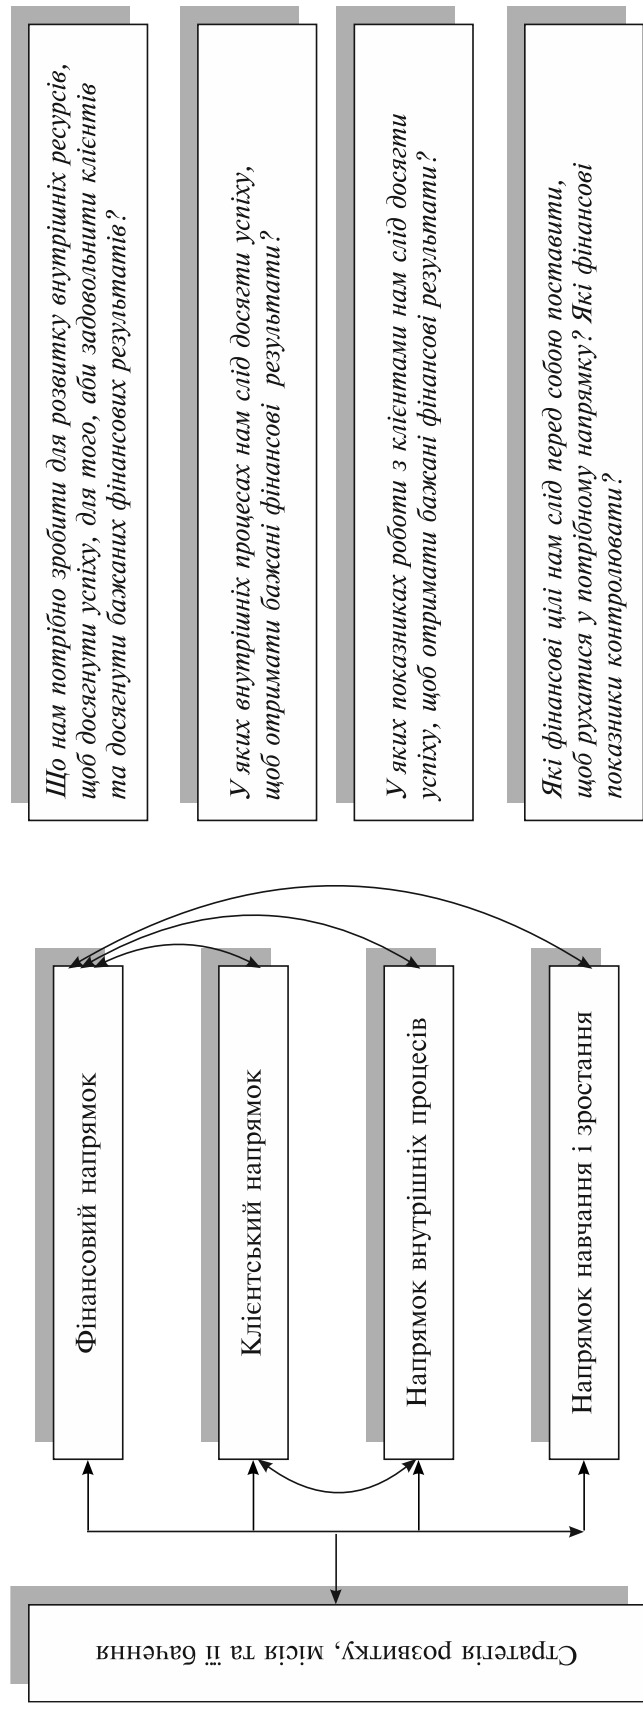 Стратегія розвитку, місія та її бачення
Фінансовий напрямок
Клієнтський напрямок
Напрямок внутрішніх процесів
Напрямок навчання і зростання
Що нам потрібно зробити для розвитку внутрішніх ресурсів,
щоб досягнути успіху, для того, аби задовольнити клієнтів
та досягнути бажаних фінансових результатів?
У яких внутрішніх процесах нам слід досягти успіху,
щоб отримати бажані фінансові результати?
У яких показниках роботи з клієнтами нам слід досягти
успіху, щоб отримати бажані фінансові результати?
Які фінансові цілі нам слід перед собою поставити,
щоб рухатися у потрібному напрямку? Які фінансові
показники контролювати?